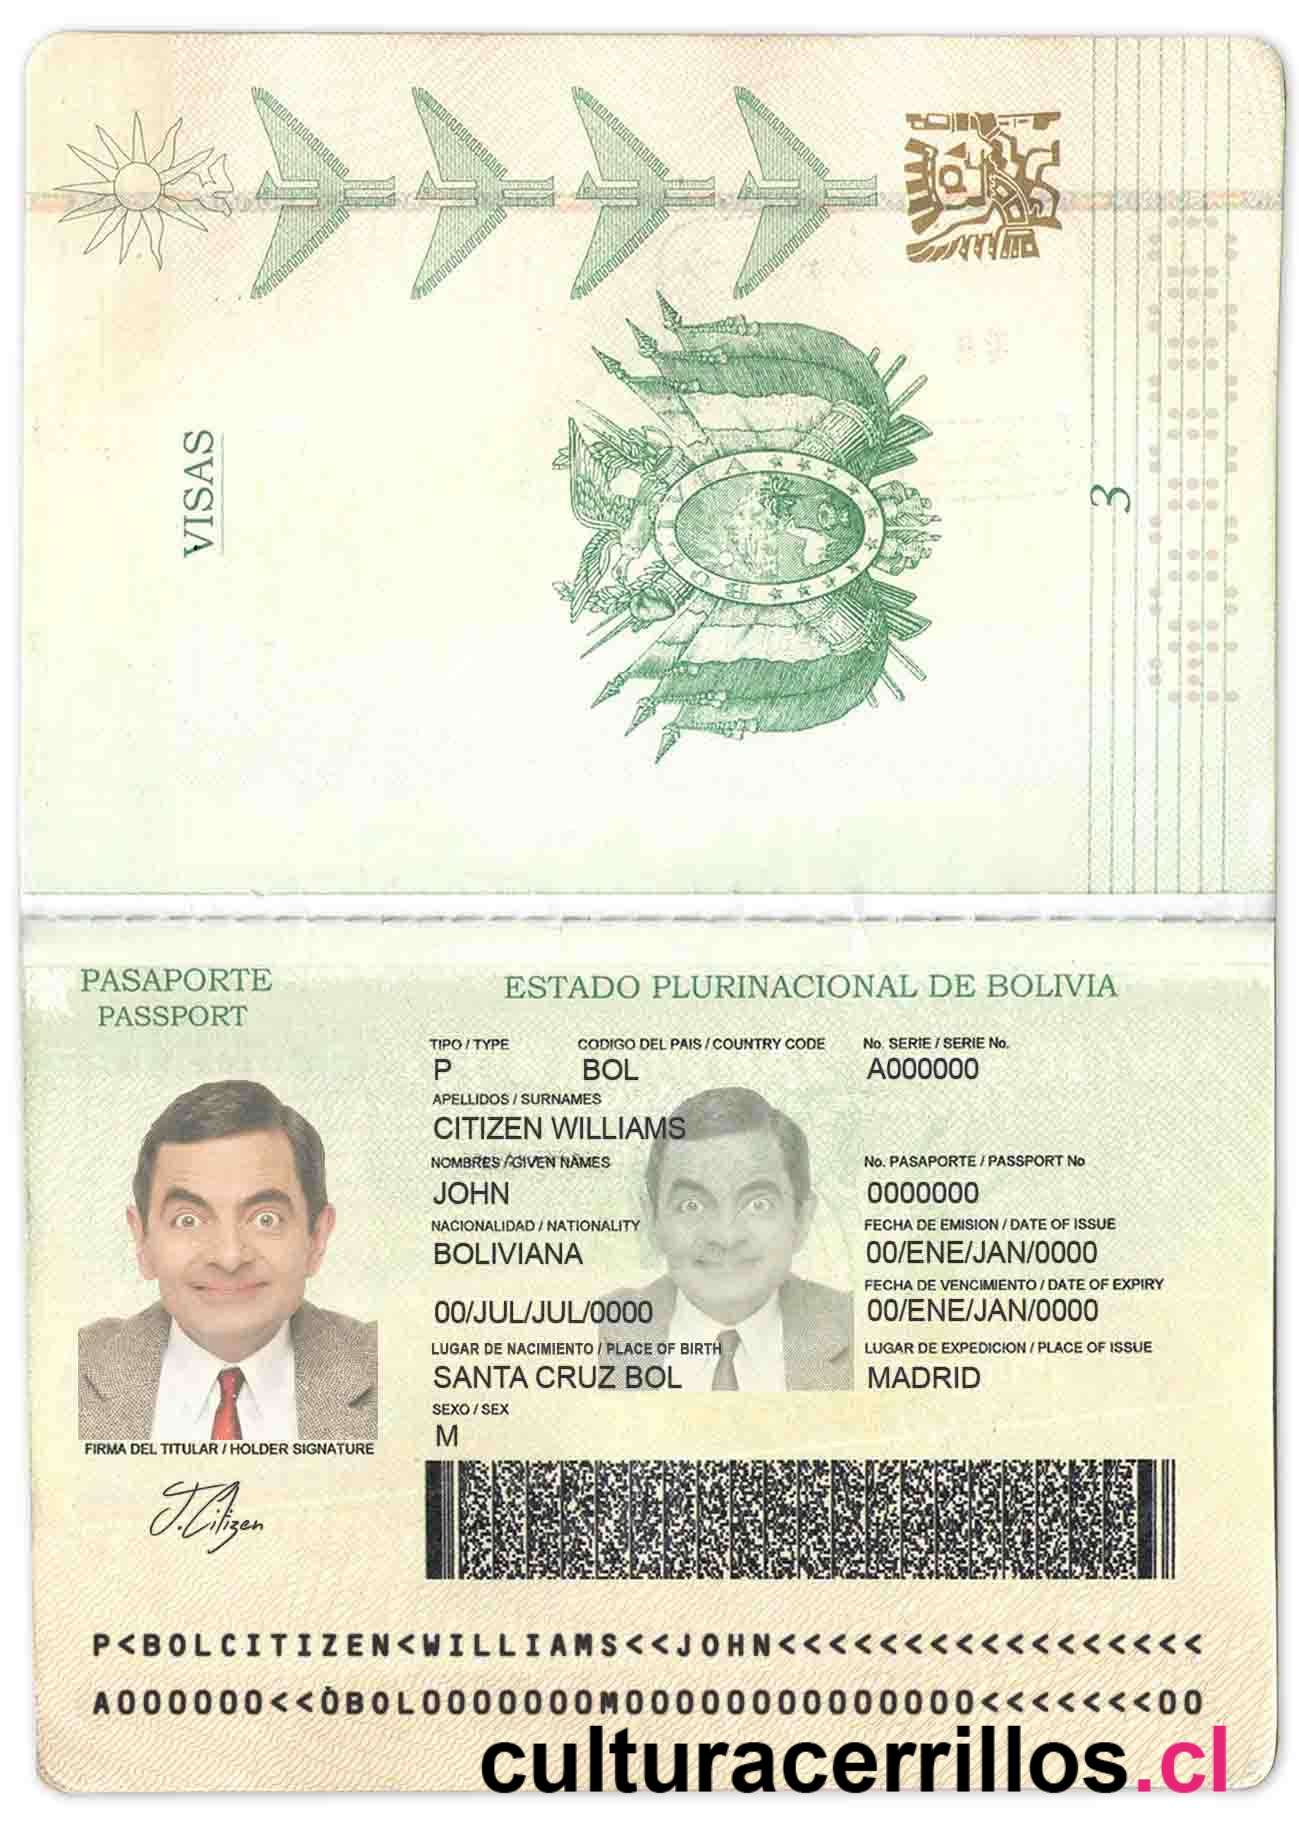 VISAS
3
BOLIVIA
PASAPORTE
PASSPORT
ESTADO PLURINACIONAL DE BOLIVIA
TIPO / TYPE CODIGO DEL PAIS / COUNTRY CODE No. SERIE / SERIE No.
P BOL A000000
APELLIDOS / SURNAMES
CITIZEN WILLIAMS
NOMBRES / GIVEN NAMES No. PASAPORTE / PASSPORT No
JOHN 0000000
NACIONALIDAD / NATIONALITY FECHA DE EMISION / DATE OF ISSUE
BOLIVIANA 00/ENE/JAN/0000
FECHA DE VENCIMIENTO / DATE OF EXPIRY
00/JUL/JUL/0000 00/ENE/JAN/0000
LUGAR DE NACIMIENTO / PLACE OF BIRTH LUGAR DE EXPEDICION / PLACE OF ISSUE
SANTA CRUZ BOL MADRID
SEXO / SEX
M
FIRMA DEL TITULAR / HOLDER SIGNATURE
J.Citizen
P<BOLCITIZEN<WILLIAMS<<JOHN<<<<<<<<<<<<<<<<<
A000000<<ÒBOL0000000M00000000000000<<<<<<<00
culturacerrillos.cl